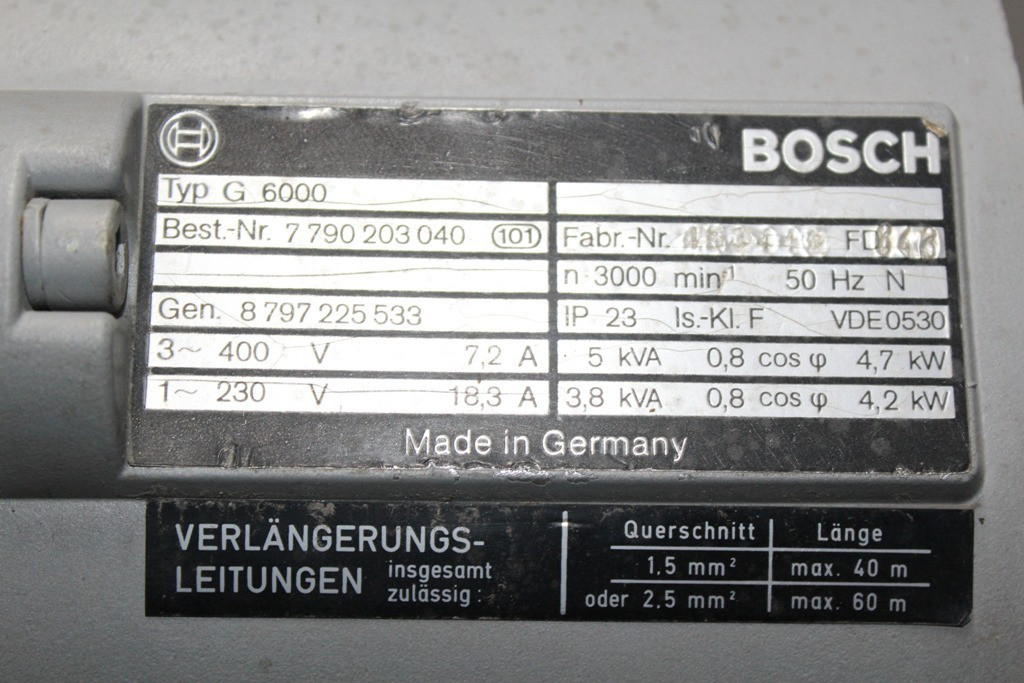 BOSCH
Typ G 6000
Best.-Nr. 7 790 203 040 (101) Fabr.-Nr. FD
n 3000 min-1 50 Hz N
Gen. 8 797 225 533 IP 23 Is.-Kl. F VDE 0530
3~ 400 V 7,2 A 5 kVA 0,8 cos φ 4,7 kW
1~ 230 V 18,3 A 3,8 kVA 0,8 cos φ 4,2 kW
Made in Germany
VERLÄNGERUNGS-
LEITUNGEN insgesamt
zulässig :
Querschnitt Länge
1,5 mm² max. 40 m
oder 2,5 mm² max. 60 m